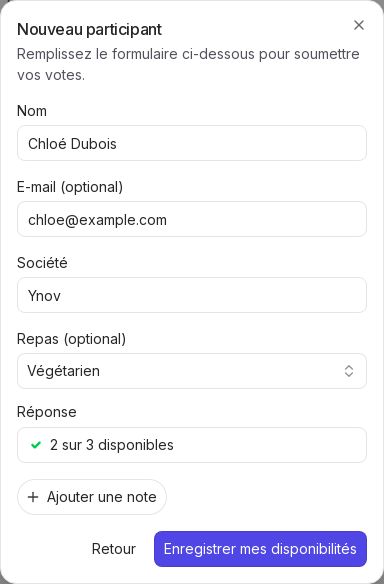 Nouveau participant
Remplissez le formulaire ci-dessous pour soumettre
vos votes.
Nom
Chloé Dubois
E-mail (optional)
chloe@example.com
Société
Ynov
Repas (optional)
Végétarien
Réponse
2 sur 3 disponibles
Ajouter une note
Retour
Enregistrer mes disponibilités